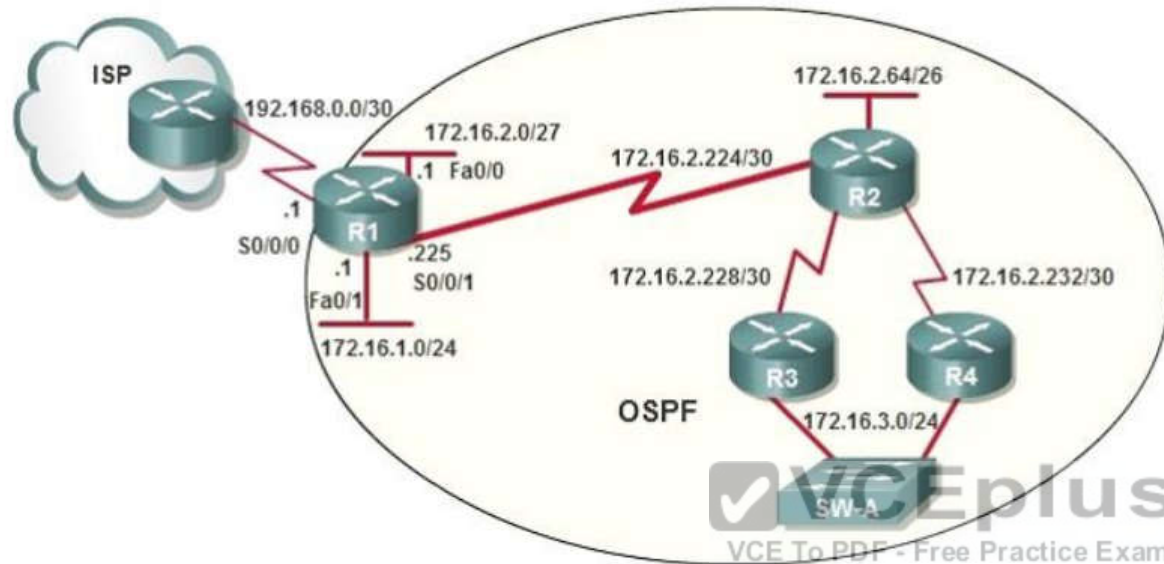 ISP
192.168.0.0/30
172.16.2.0/27
.1 Fa0/0
.1
S0/0/0
R1
.225
S0/0/1
.1
Fa0/1
172.16.1.0/24
172.16.2.224/30
172.16.2.64/26
R2
172.16.2.228/30
172.16.2.232/30
R3
R4
OSPF
172.16.3.0/24
SW-A
VCEplus
VCE To PDF - Free Practice Exam